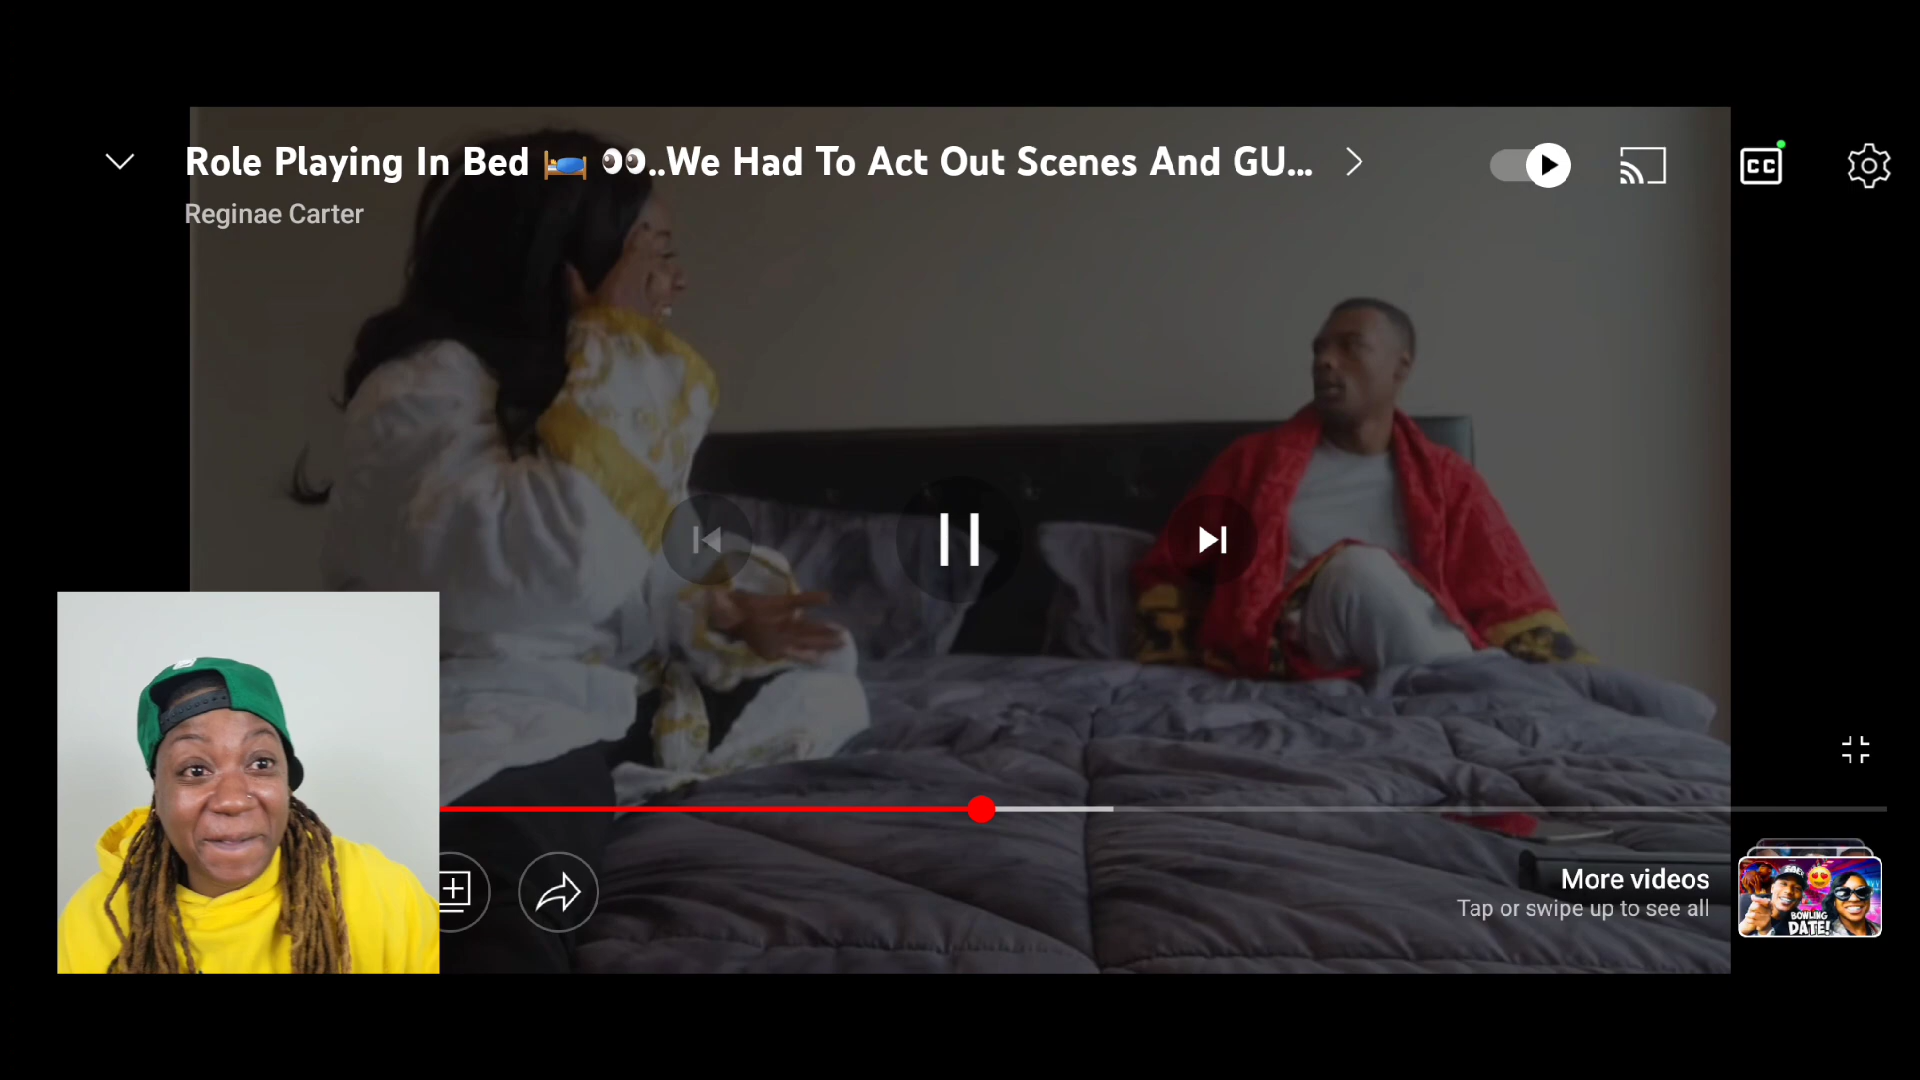 Role Playing In Bed 🛏️ 👀..We Had To Act Out Scenes And GU...
Reginae Carter
CC
More videos
Tap or swipe up to see all
BOWLING
DATE!